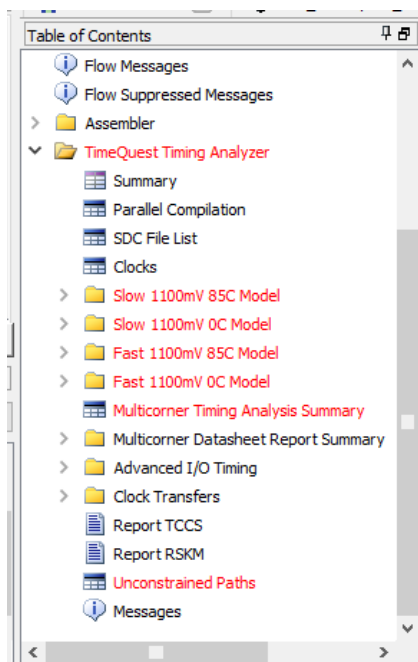 Table of Contents
Flow Messages
Flow Suppressed Messages
Assembler
TimeQuest Timing Analyzer
Summary
Parallel Compilation
SDC File List
Clocks
Slow 1100mV 85C Model
Slow 1100mV 0C Model
Fast 1100mV 85C Model
Fast 1100mV 0C Model
Multicorner Timing Analysis Summary
Multicorner Datasheet Report Summary
Advanced I/O Timing
Clock Transfers
Report TCCS
Report RSKM
Unconstrained Paths
Messages